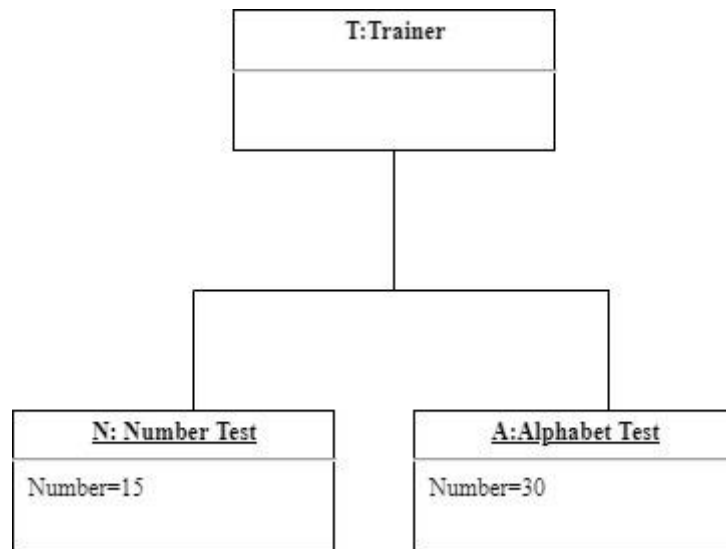 T:Trainer
N: Number Test
A:Alphabet Test
Number=15
Number=30